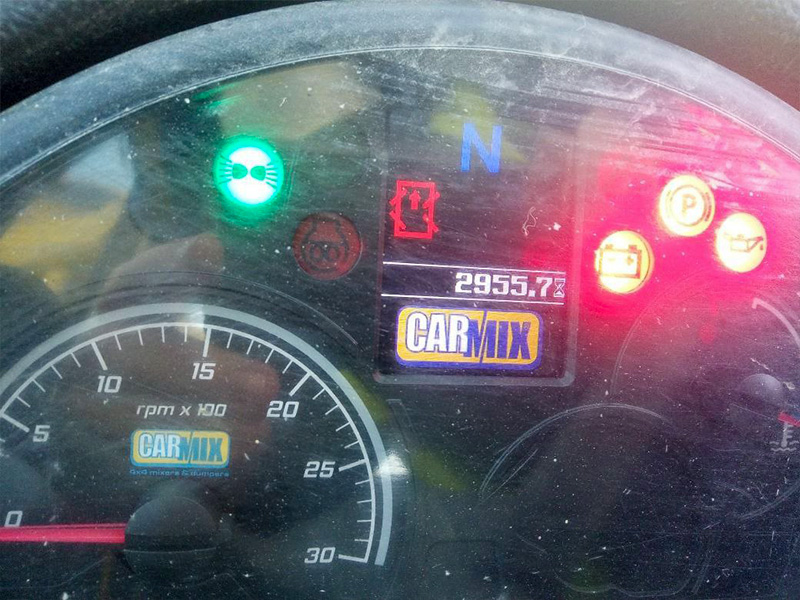 N
P
2955.7
CARMIX
10
15
20
rpm x 100
5
CARMIX
4x4 mixers & dumpers
25
0
30